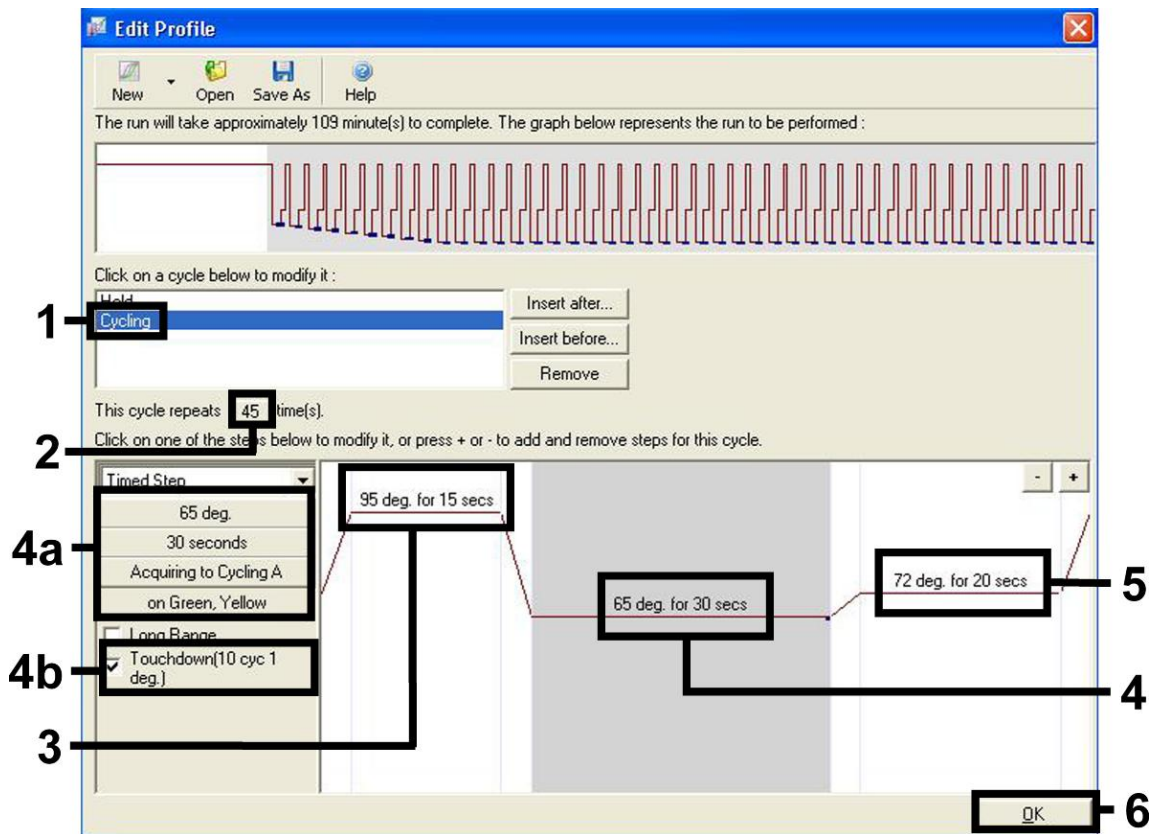 Edit Profile
New Open Save As Help
The run will take approximately 109 minute(s) to complete. The graph below represents the run to be performed :
Click on a cycle below to modify it :
Hold
1
Cycling
Insert after...
Insert before...
Remove
This cycle repeats 45 time(s).
2
Click on one of the steps below to modify it, or press + or - to add and remove steps for this cycle.
Timed Step
- +
4a
65 deg.
30 seconds
Acquiring to Cycling A
on Green, Yellow
Long Range
4b
Touchdown(10 cyc 1
deg.)
95 deg. for 15 secs
3
65 deg. for 30 secs
4
72 deg. for 20 secs
5
OK
6